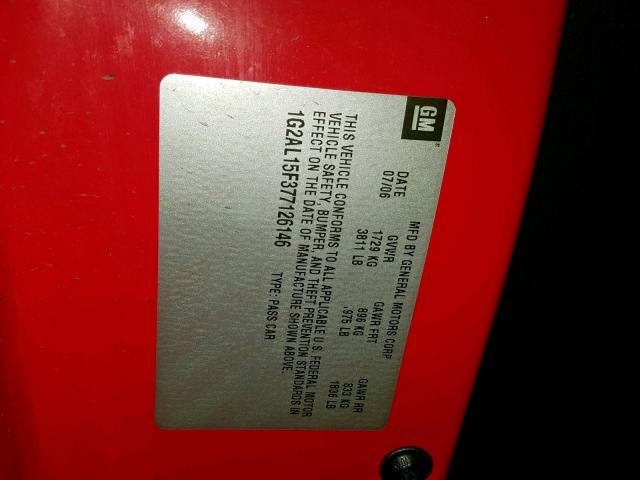 GM
MFD BY GENERAL MOTORS CORP
DATE GVWR GAWR FRT GAWR RR
07/06 1729 KG 896 KG 833 KG
3811 LB 1975 LB 1836 LB
THIS VEHICLE CONFORMS TO ALL APPLICABLE U.S. FEDERAL MOTOR
VEHICLE SAFETY, BUMPER, AND THEFT PREVENTION STANDARDS IN
EFFECT ON THE DATE OF MANUFACTURE SHOWN ABOVE.
1G2AL15F377126146 TYPE: PASS CAR